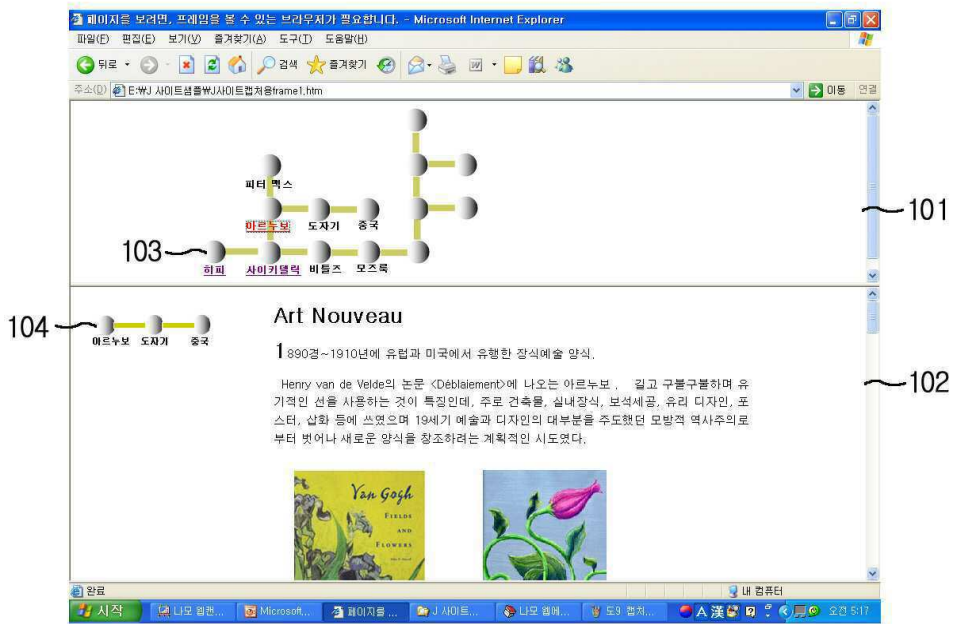 페이지를 보려면, 프레임을 볼 수 있는 브라우저가 필요합니다. - Microsoft Internet Explorer
파일(F) 편집(E) 보기(V) 즐겨찾기(A) 도구(T) 도움말(H)
뒤로 검색 즐겨찾기
주소(D) E:₩J 사이트샘플₩J사이트캡처용frame1.htm 이동 연결
피터 맥스
101
아르누보 도자기 중국
103
히피 사이키델릭 비틀즈 모즈룩
104
아르누보 도자기 중국
Art Nouveau
1890경~1910년에 유럽과 미국에서 유행한 장식예술 양식.
102
Henry van de Velde의 논문 <Déblaiement>에 나오는 아르누보 , 길고 구불구불하며 유
기적인 선을 사용하는 것이 특징인데, 주로 건축물, 실내장식, 보석세공, 유리 디자인, 포
스터, 삽화 등에 쓰였으며 19세기 예술과 디자인의 대부분을 주도했던 모방적 역사주의로
부터 벗어나 새로운 양식을 창조하려는 계획적인 시도였다.
Van Gogh
FIELDS
AND
FLOWERS
완료 내 컴퓨터
시작 나모 웹캔... Microsoft... 페이지를 ... J 사이트... 나모 웹에... 도9 캡처... A 漢 오전 5:17